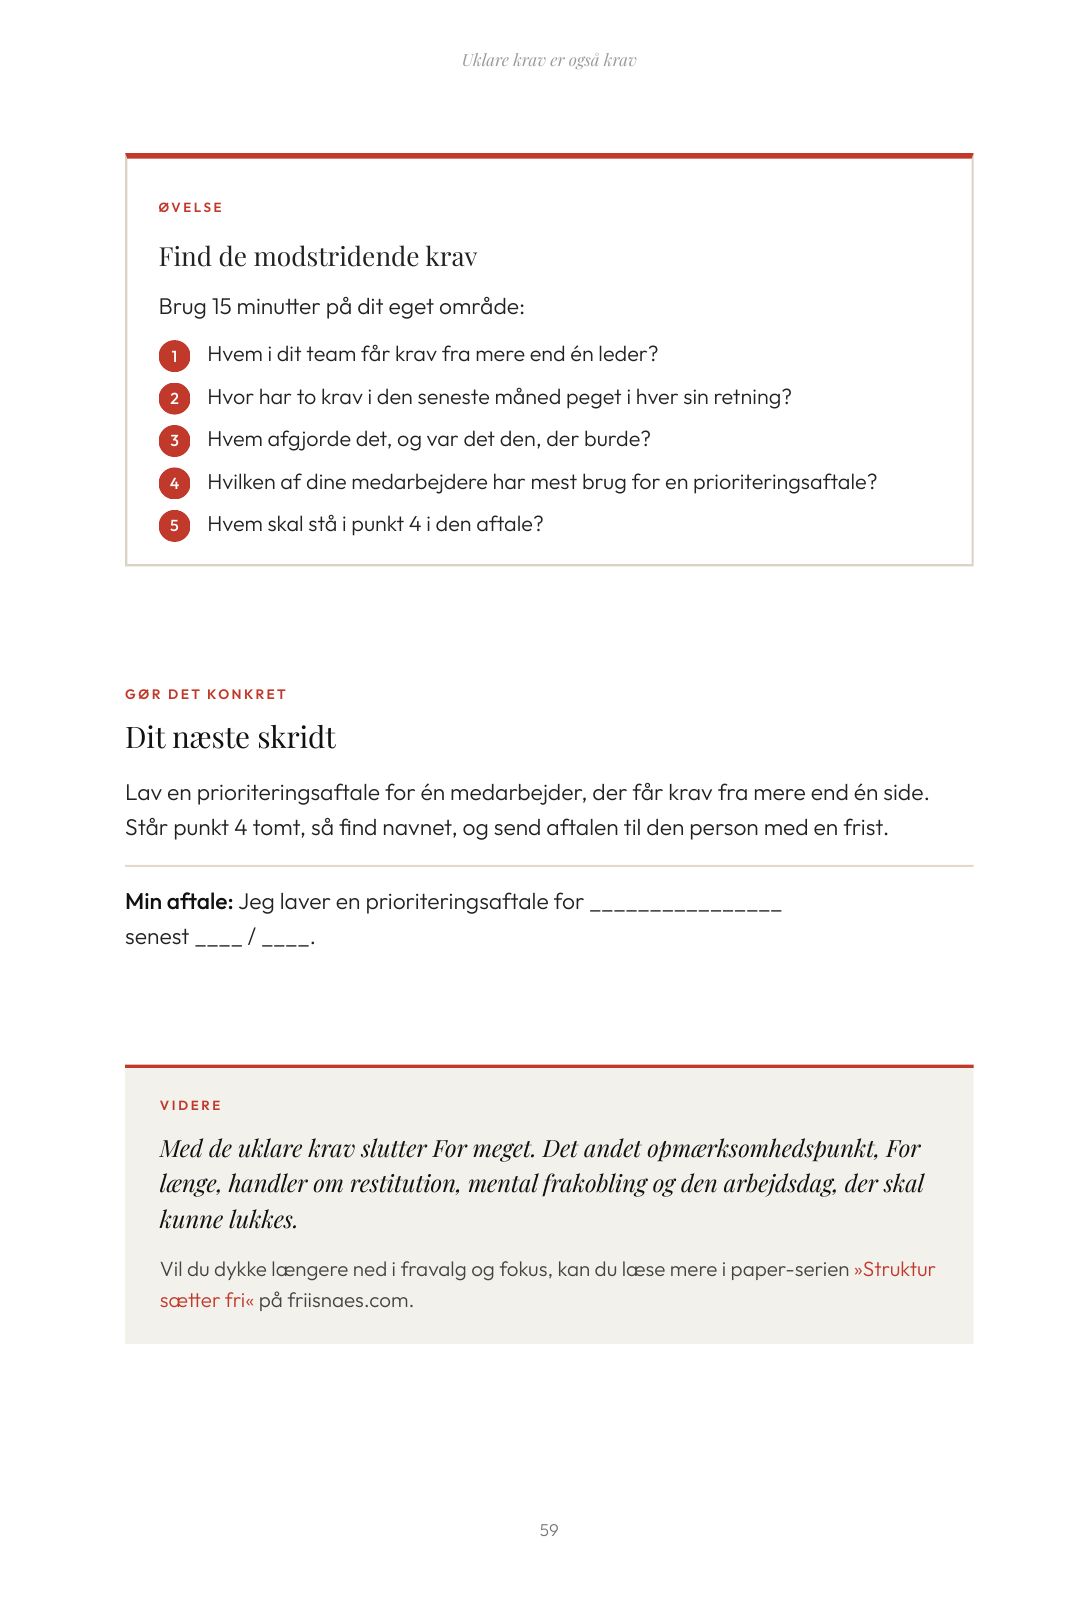 Uklare krav er også krav
ØVELSE
Find de modstridende krav
Brug 15 minutter på dit eget område:
1 Hvem i dit team får krav fra mere end én leder?
2 Hvor har to krav i den seneste måned peget i hver sin retning?
3 Hvem afgjorde det, og var det den, der burde?
4 Hvilken af dine medarbejdere har mest brug for en prioriteringsaftale?
5 Hvem skal stå i punkt 4 i den aftale?
GØR DET KONKRET
Dit næste skridt
Lav en prioriteringsaftale for én medarbejder, der får krav fra mere end én side.
Står punkt 4 tomt, så find navnet, og send aftalen til den person med en frist.
Min aftale: Jeg laver en prioriteringsaftale for ________________
senest ____ / ____.
VIDERE
Med de uklare krav slutter For meget. Det andet opmærksomhedspunkt, For
længe, handler om restitution, mental frakobling og den arbejdsdag, der skal
kunne lukkes.
Vil du dykke længere ned i fravalg og fokus, kan du læse mere i paper-serien »Struktur
sætter fri« på friisnaes.com.
59